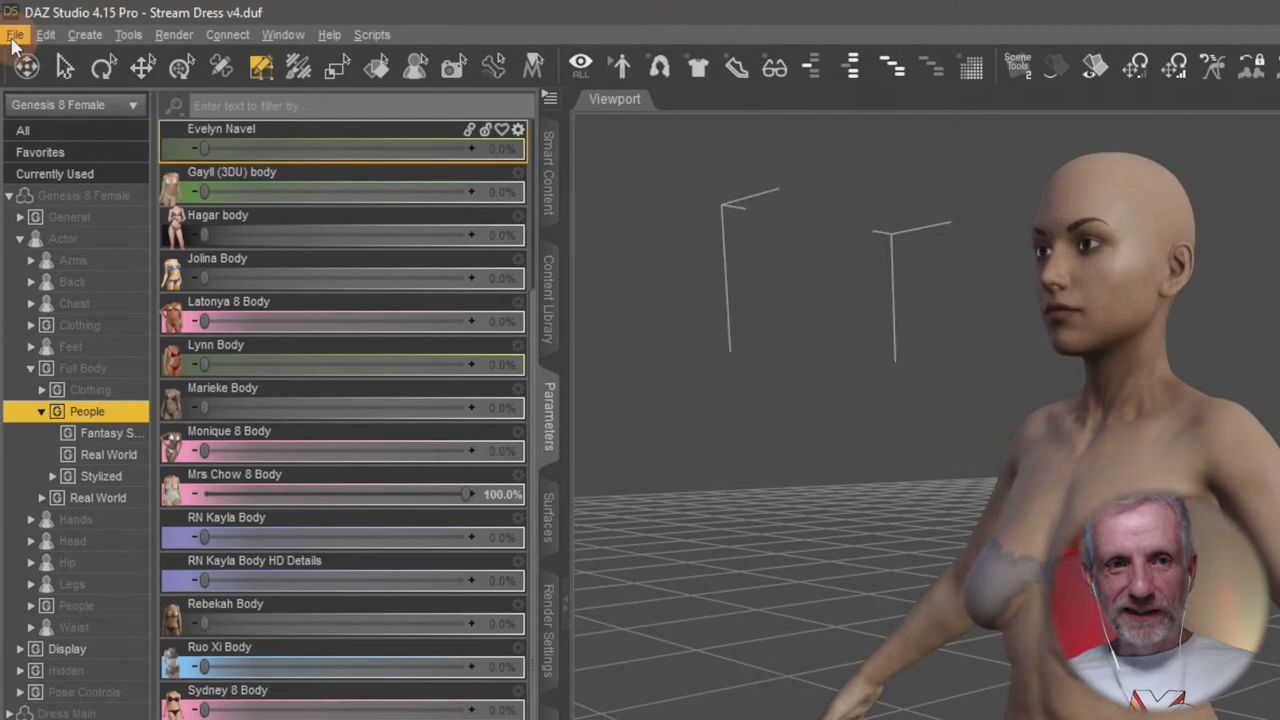 DAZ Studio 4.15 Pro - Stream Dress v4.duf
File Edit Create Tools Render Connect Window Help Scripts
ALL
Scene Tools 2
Genesis 8 Female
Enter text to filter by...
Viewport
All
Favorites
Currently Used
Genesis 8 Female
General
Actor
Arms
Back
Chest
Clothing
Feet
Full Body
Clothing
People
Fantasy S...
Real World
Stylized
Real World
Hands
Head
Hip
Legs
People
Waist
Display
Hidden
Pose Controls
Dress Main
Evelyn Navel
0.0%
Gayll (3DU) body
0.0%
Hagar body
0.0%
Jolina Body
0.0%
Latonya 8 Body
0.0%
Lynn Body
0.0%
Marieke Body
0.0%
Monique 8 Body
0.0%
Mrs Chow 8 Body
100.0%
RN Kayla Body
0.0%
RN Kayla Body HD Details
0.0%
Rebekah Body
0.0%
Ruo Xi Body
0.0%
Sydney 8 Body
0.0%
Smart Content
Content Library
Parameters
Surfaces
Render Settings